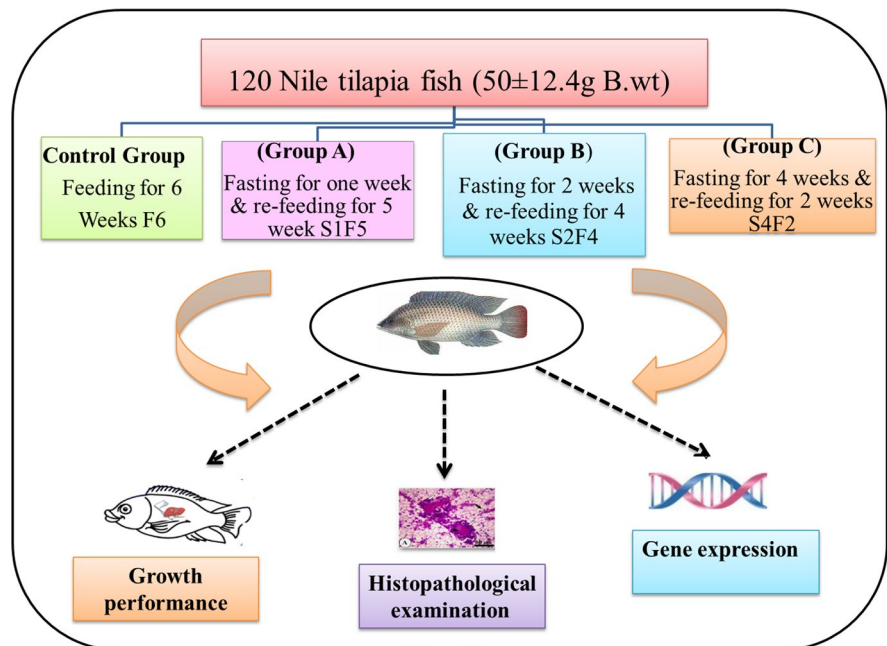 120 Nile tilapia fish (50±12.4g B.wt)
Control Group
Feeding for 6
Weeks F6
(Group A)
Fasting for one week
& re-feeding for 5
week S1F5
(Group B)
Fasting for 2 weeks
& re-feeding for 4
weeks S2F4
(Group C)
Fasting for 4 weeks &
re-feeding for 2 weeks
S4F2
A
Growth
performance
Histopathological
examination
Gene expression